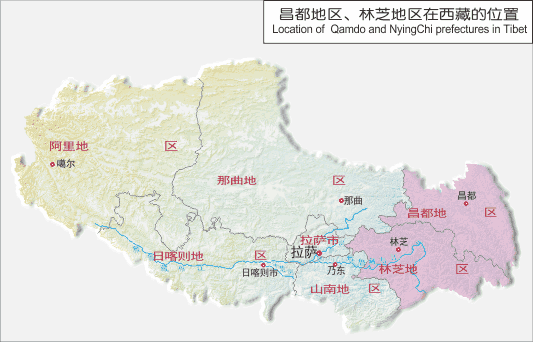 昌都地区、林芝地区在西藏的位置
Location of Qamdo and NyingChi prefectures in Tibet
阿里地区
噶尔
那曲地区
那曲
昌都
昌都地区
拉萨市
拉萨
林芝
日喀则地区
日喀则市
乃东
林芝地区
山南地区